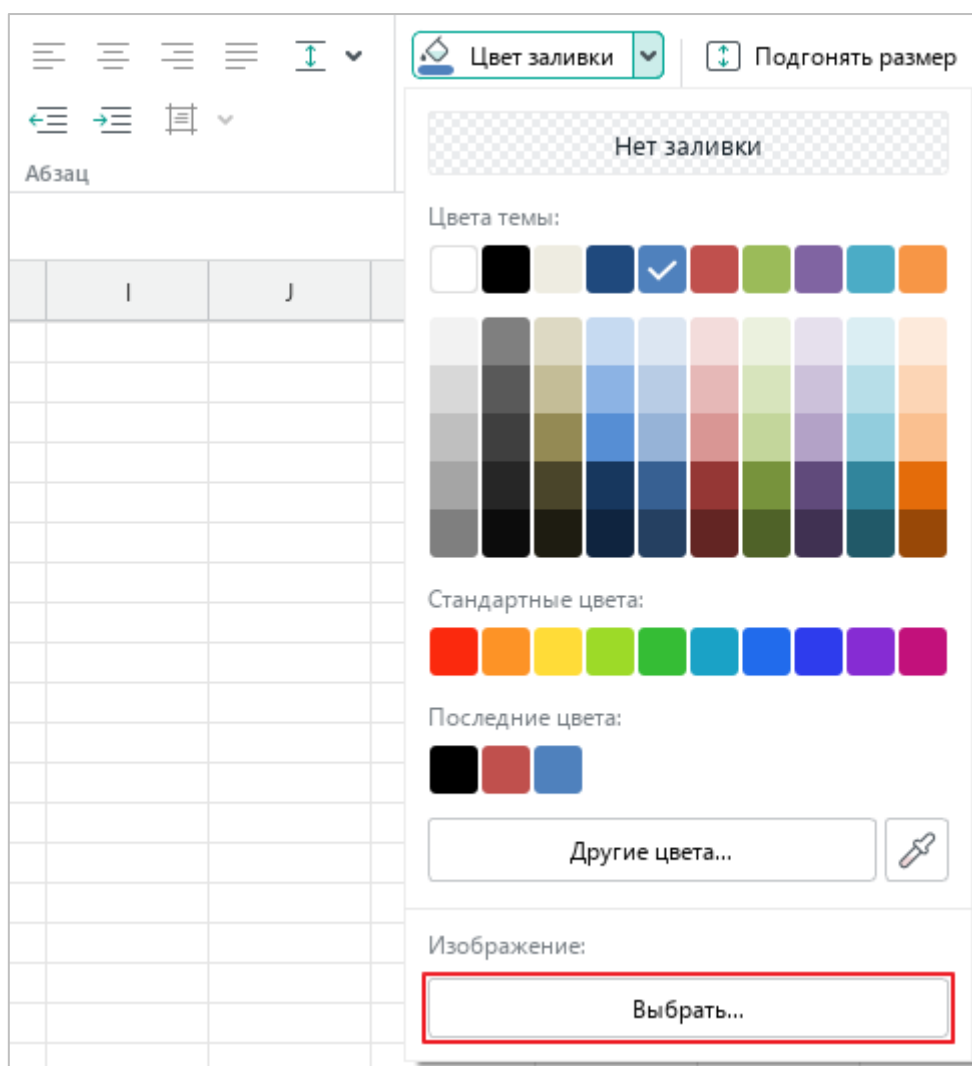 Цвет заливки
Подгонять размер
Абзац
Нет заливки
Цвета темы:
I J
Стандартные цвета:
Последние цвета:
Другие цвета...
Изображение:
Выбрать...